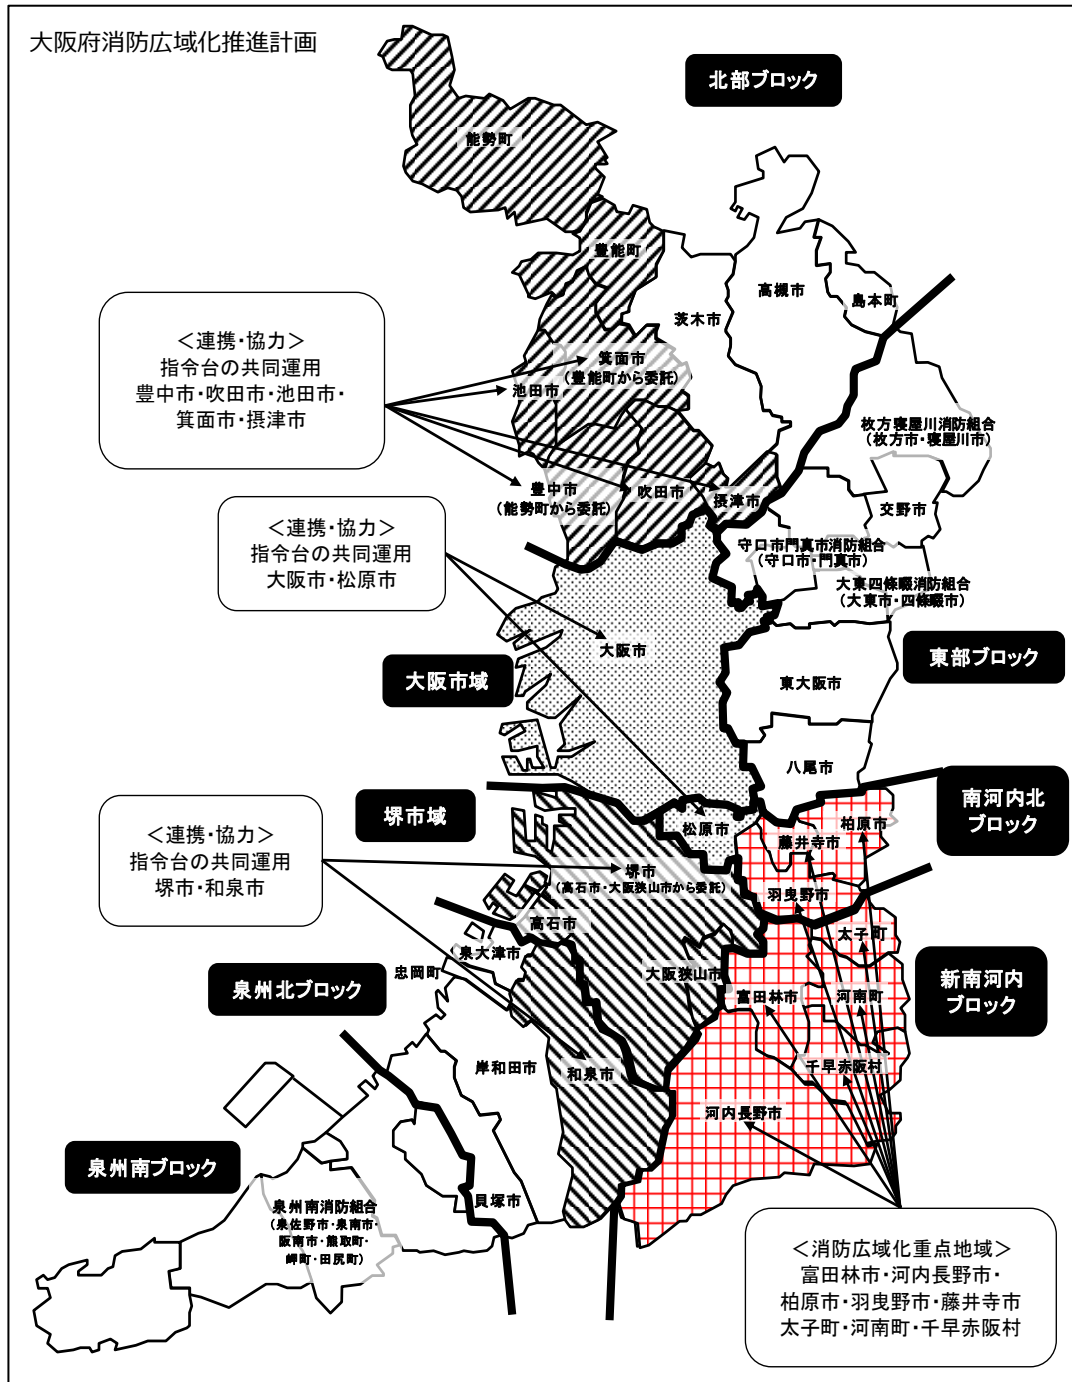 大阪府消防広域化推進計画
北部ブロック
能勢町
豊能町
高槻市
島本町
茨木市
＜連携・協力＞
指令台の共同運用
豊中市・吹田市・池田市・
箕面市・摂津市
箕面市
（豊能町から委託）
池田市
枚方寝屋川消防組合
（枚方市・寝屋川市）
豊中市
（能勢町から委託）
吹田市
摂津市
交野市
＜連携・協力＞
指令台の共同運用
大阪市・松原市
守口市門真市消防組合
（守口市・門真市）
大東四條畷消防組合
（大東市・四條畷市）
大阪市
東部ブロック
大阪市域
東大阪市
八尾市
堺市域
南河内北
ブロック
松原市
柏原市
藤井寺市
＜連携・協力＞
指令台の共同運用
堺市・和泉市
堺市
（高石市・大阪狭山市から委託）
羽曳野市
高石市
太子町
泉大津市
忠岡町
大阪狭山市
泉州北ブロック
富田林市
河南町
新南河内
ブロック
岸和田市
和泉市
千早赤阪村
河内長野市
泉州南ブロック
貝塚市
泉州南消防組合
（泉佐野市・泉南市・
阪南市・熊取町・
岬町・田尻町）
＜消防広域化重点地域＞
富田林市・河内長野市・
柏原市・羽曳野市・藤井寺市
太子町・河南町・千早赤阪村